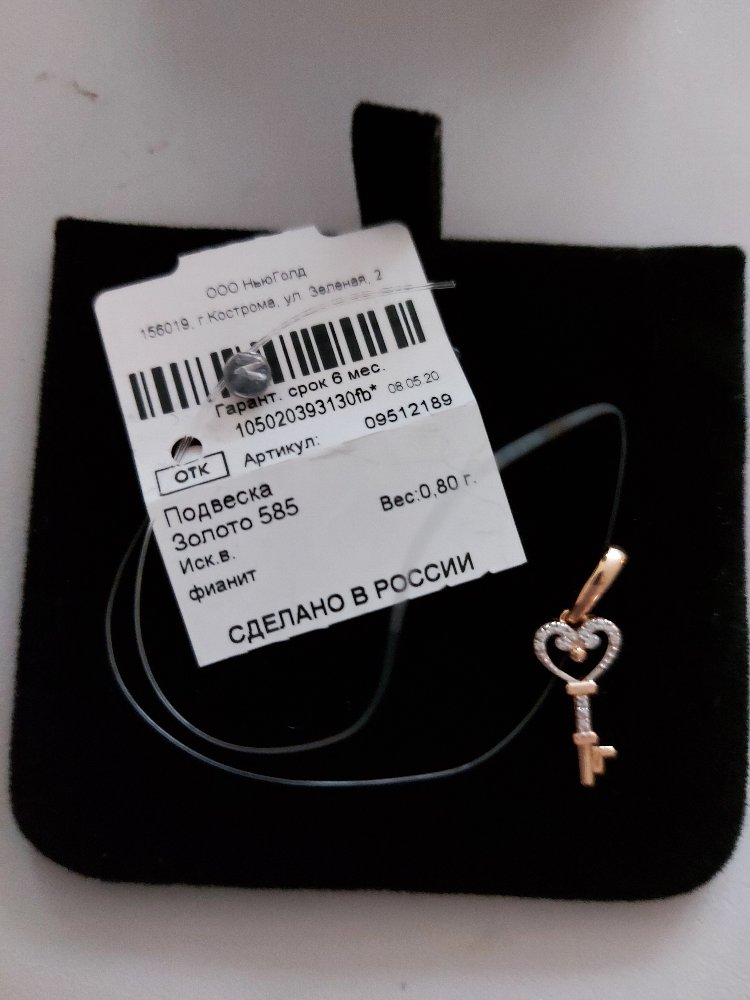 ООО НьюГолд
156019, г.Кострома, ул. Зеленая, 2
Гарант. срок 6 мес.
105020393130fb* 08.05.20
ОТК Артикул: 09512189
Подвеска
Золото 585 Вес:0,80 г.
Иск.в.
фианит
СДЕЛАНО В РОССИИ